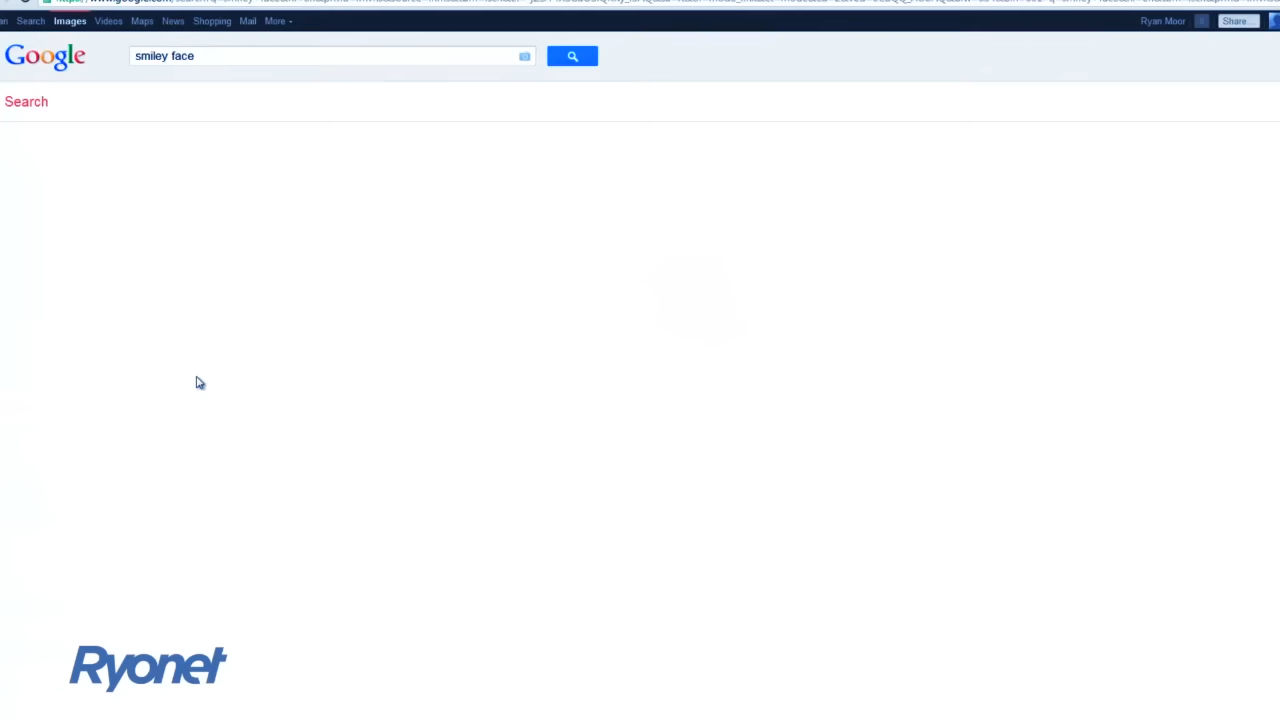 Search Images Videos Maps News Shopping Mail More Ryan Moor Share...
Google smiley face
Search
Ryonet